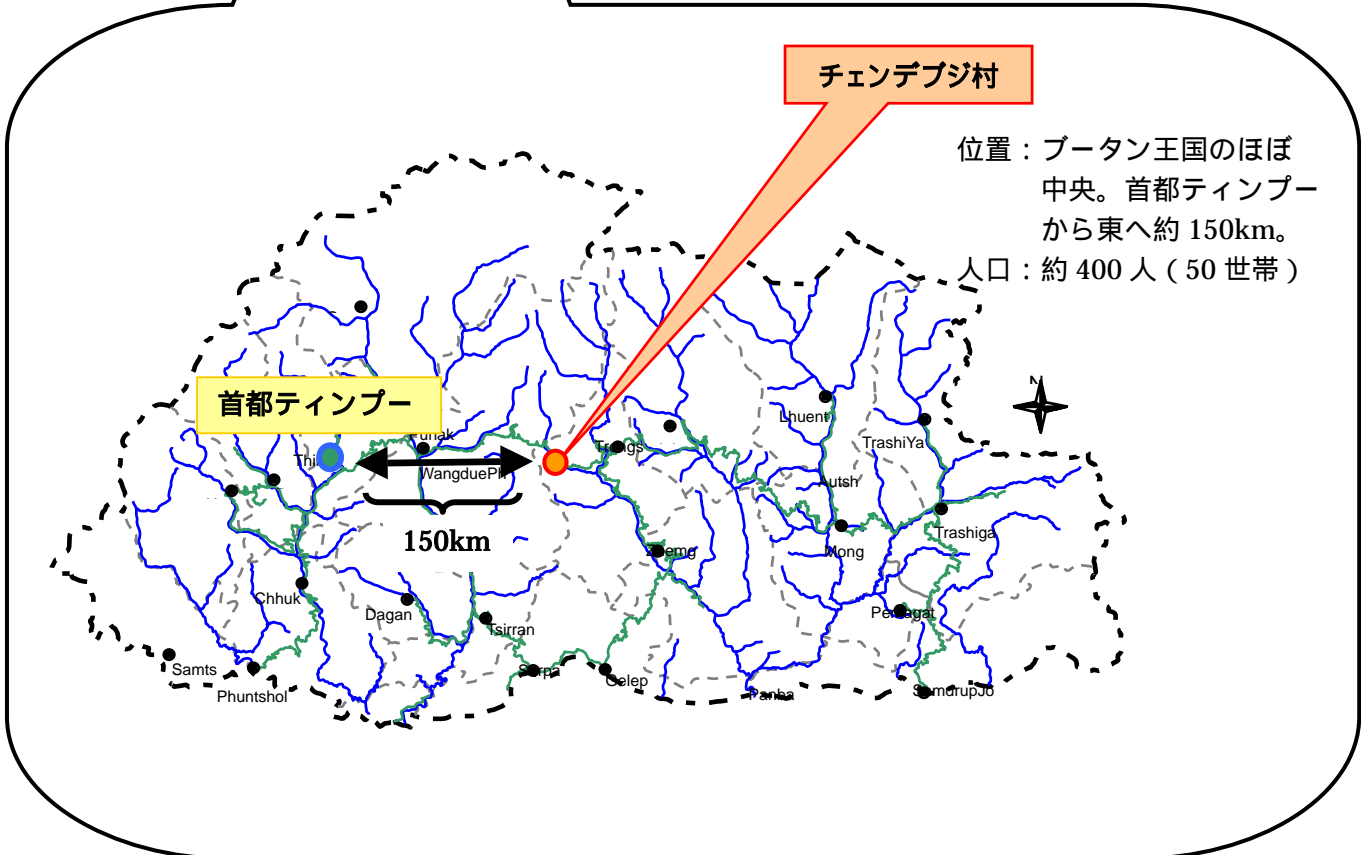 チェンデブジ村
位置：ブータン王国のほぼ
中央。首都ティンプー
から東へ約 150km。
人口：約 400 人（50 世帯）
N
首都ティンプー
Lhuent
TrashiYa
Thi
WangduePh
Autsh
150km
Mong
Trashiga
Chhuk
Dagan
Tsirran
Samts
Phuntshol
Gelep